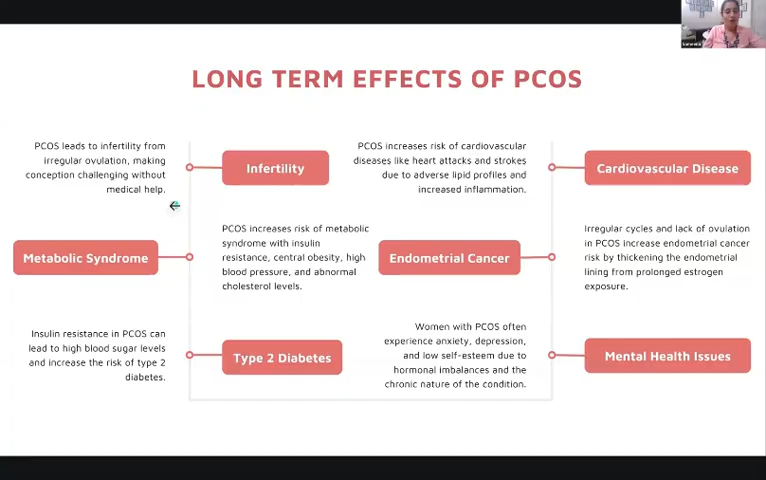 LONG TERM EFFECTS OF PCOS
PCOS leads to infertility from
irregular ovulation, making
conception challenging without
medical help.
Infertility
Metabolic Syndrome
PCOS increases risk of metabolic
syndrome with insulin
resistance, central obesity, high
blood pressure, and abnormal
cholesterol levels.
Insulin resistance in PCOS can
lead to high blood sugar levels
and increase the risk of type 2
diabetes.
Type 2 Diabetes
PCOS increases risk of cardiovascular
diseases like heart attacks and strokes
due to adverse lipid profiles and
increased inflammation.
Cardiovascular Disease
Endometrial Cancer
Irregular cycles and lack of ovulation
in PCOS increase endometrial cancer
risk by thickening the endometrial
lining from prolonged estrogen
exposure.
Women with PCOS often
experience anxiety, depression,
and low self-esteem due to
hormonal imbalances and the
chronic nature of the condition.
Mental Health Issues